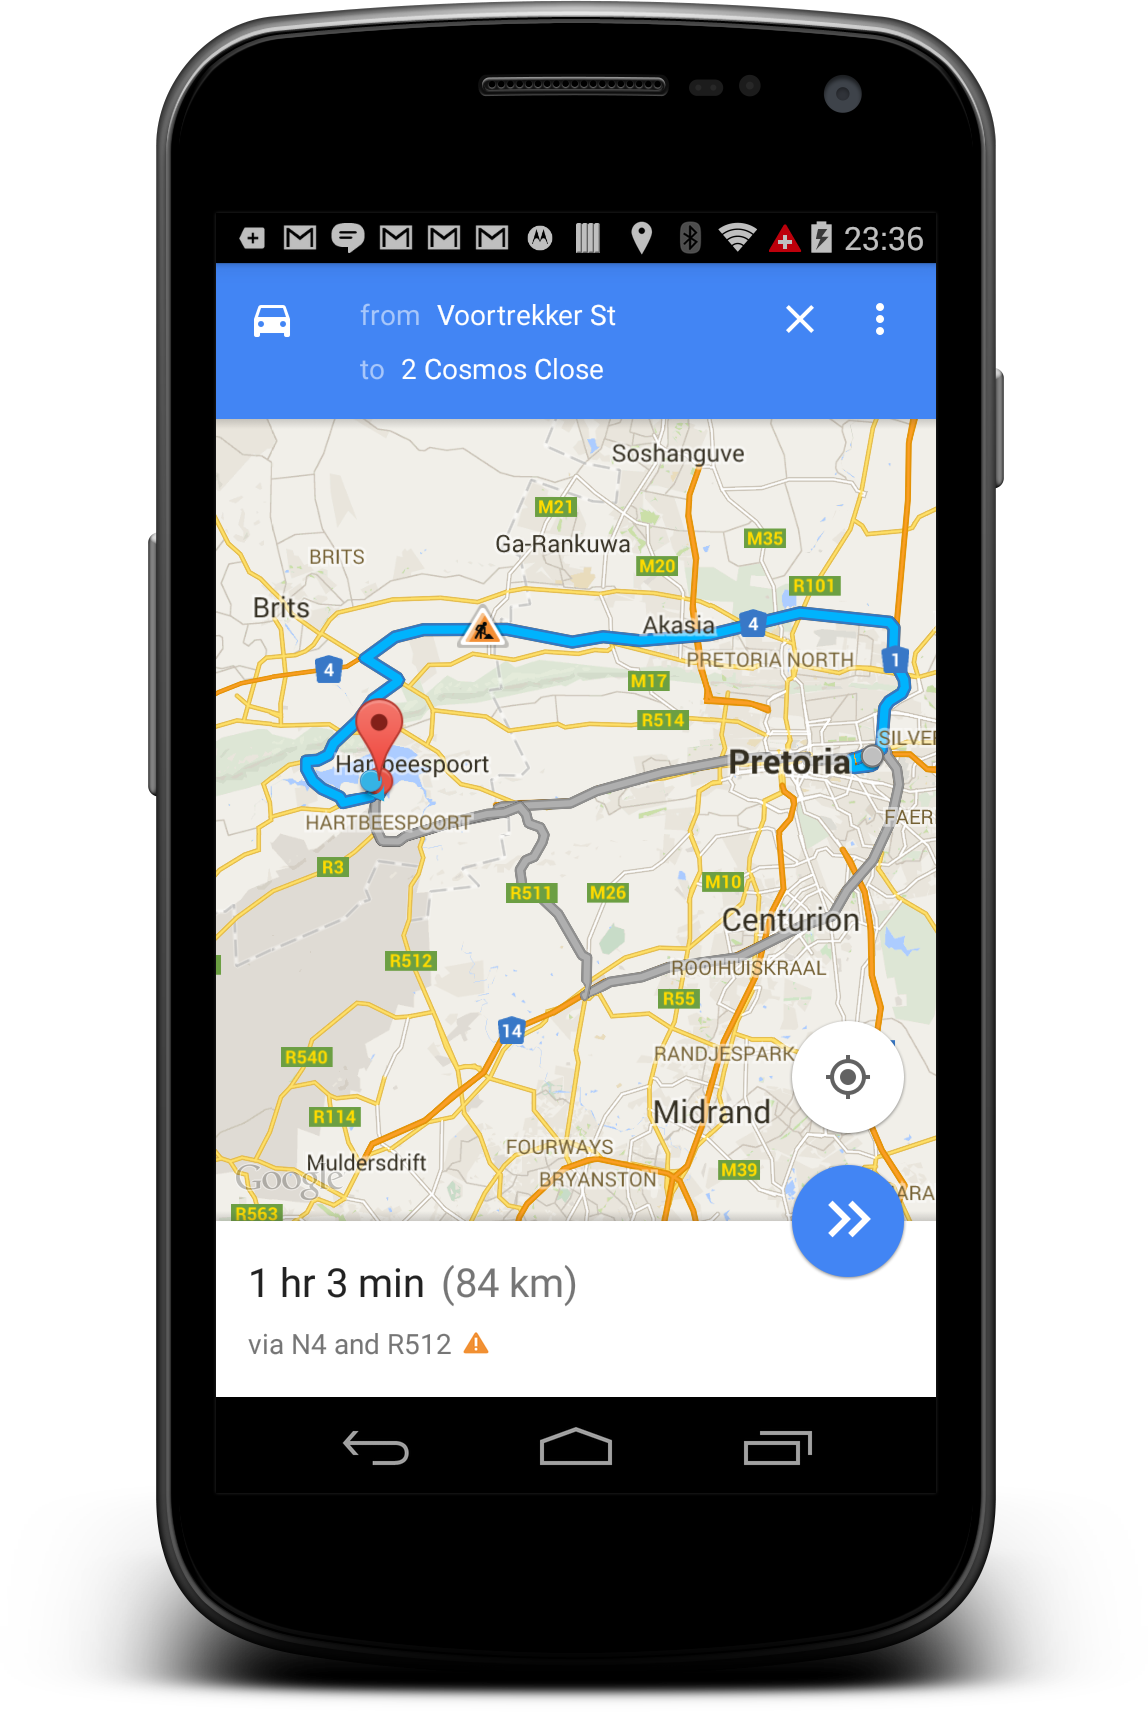 23:36
from Voortrekker St
to 2 Cosmos Close
Soshanguve
M21
M35
Ga-Rankuwa
BRITS
M20
R101
Brits
Akasia
4
1
4
PRETORIA NORTH
M17
R514
SILVE
Pretoria
Hartbeespoort
HARTBEESPOORT
FAER
R3
R511
M26
M10
Centurion
R512
ROOIHUISKRAAL
R55
14
R540
RANDJESPARK
R114
Midrand
FOURWAYS
Muldersdrift
M39
Google
BRYANSTON
ARA
R563
1 hr 3 min (84 km)
via N4 and R512